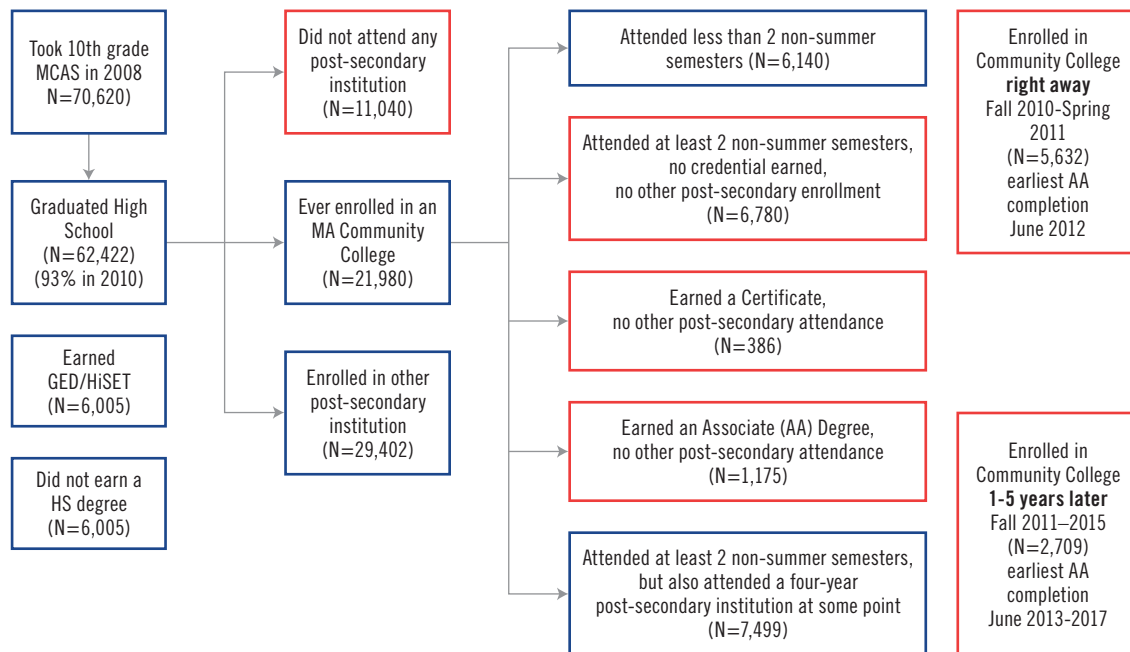 Took 10th grade
MCAS in 2008
N=70,620
Graduated High
School
(N=62,422)
(93% in 2010)
Earned
GED/HiSET
(N=6,005)
Did not earn a
HS degree
(N=6,005)
Did not attend any
post-secondary
institution
(N=11,040)
Ever enrolled in an
MA Community
College
(N=21,980)
Enrolled in other
post-secondary
institution
(N=29,402)
Attended less than 2 non-summer
semesters (N=6,140)
Attended at least 2 non-summer semesters,
no credential earned,
no other post-secondary enrollment
(N=6,780)
Earned a Certificate,
no other post-secondary attendance
(N=386)
Earned an Associate (AA) Degree,
no other post-secondary attendance
(N=1,175)
Attended at least 2 non-summer semesters,
but also attended a four-year
post-secondary institution at some point
(N=7,499)
Enrolled in
Community College
right away
Fall 2010-Spring
2011
(N=5,632)
earliest AA
completion
June 2012
Enrolled in
Community College
1-5 years later
Fall 2011–2015
(N=2,709)
earliest AA
completion
June 2013-2017